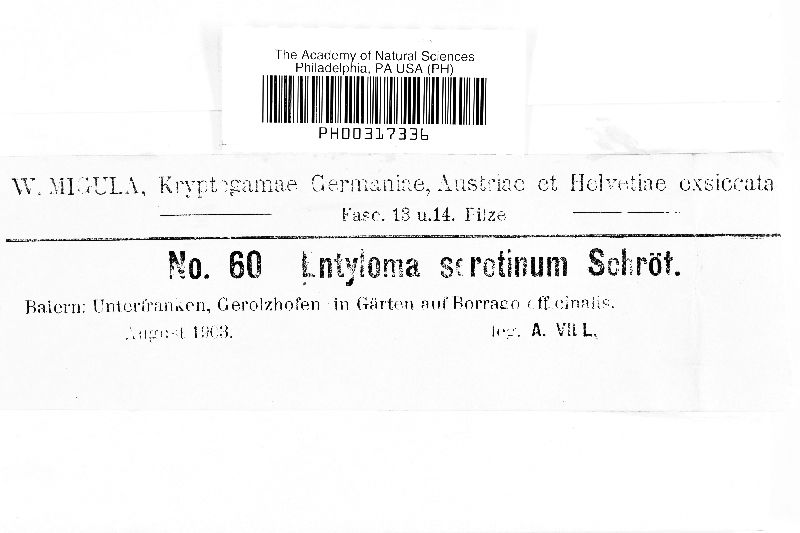 The Academy of Natural Sciences
Philadelphia, PA USA (PH)
PH00317336
W. MIGULA, Kryptogamae Germaniae, Austriae et Helvetiae exsiccata
Fasc. 13 u. 14. Pilze
No. 60 Entyloma serotinum Schröt.
Baiern: Unterfranken, Gerolzhofen in Gärten auf Borrago officinalis.
August 1903. leg. A. VILL.